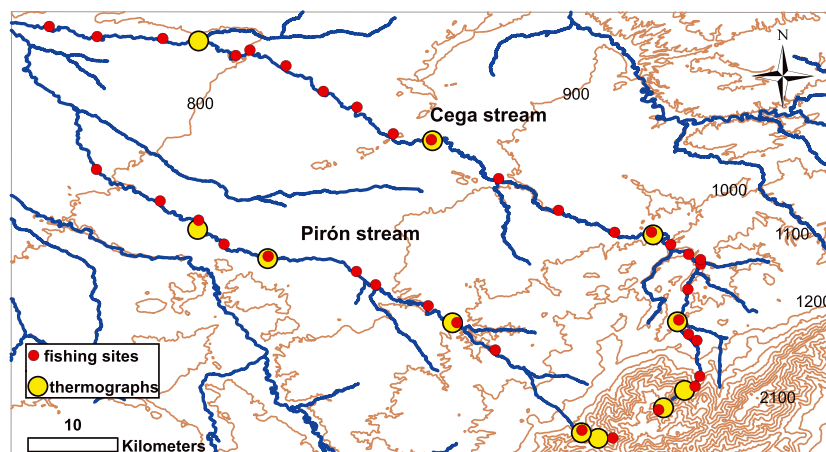 N
800
Cega stream
900
1000
1100
Pirón stream
1200
fishing sites
thermographs
2100
10
Kilometers